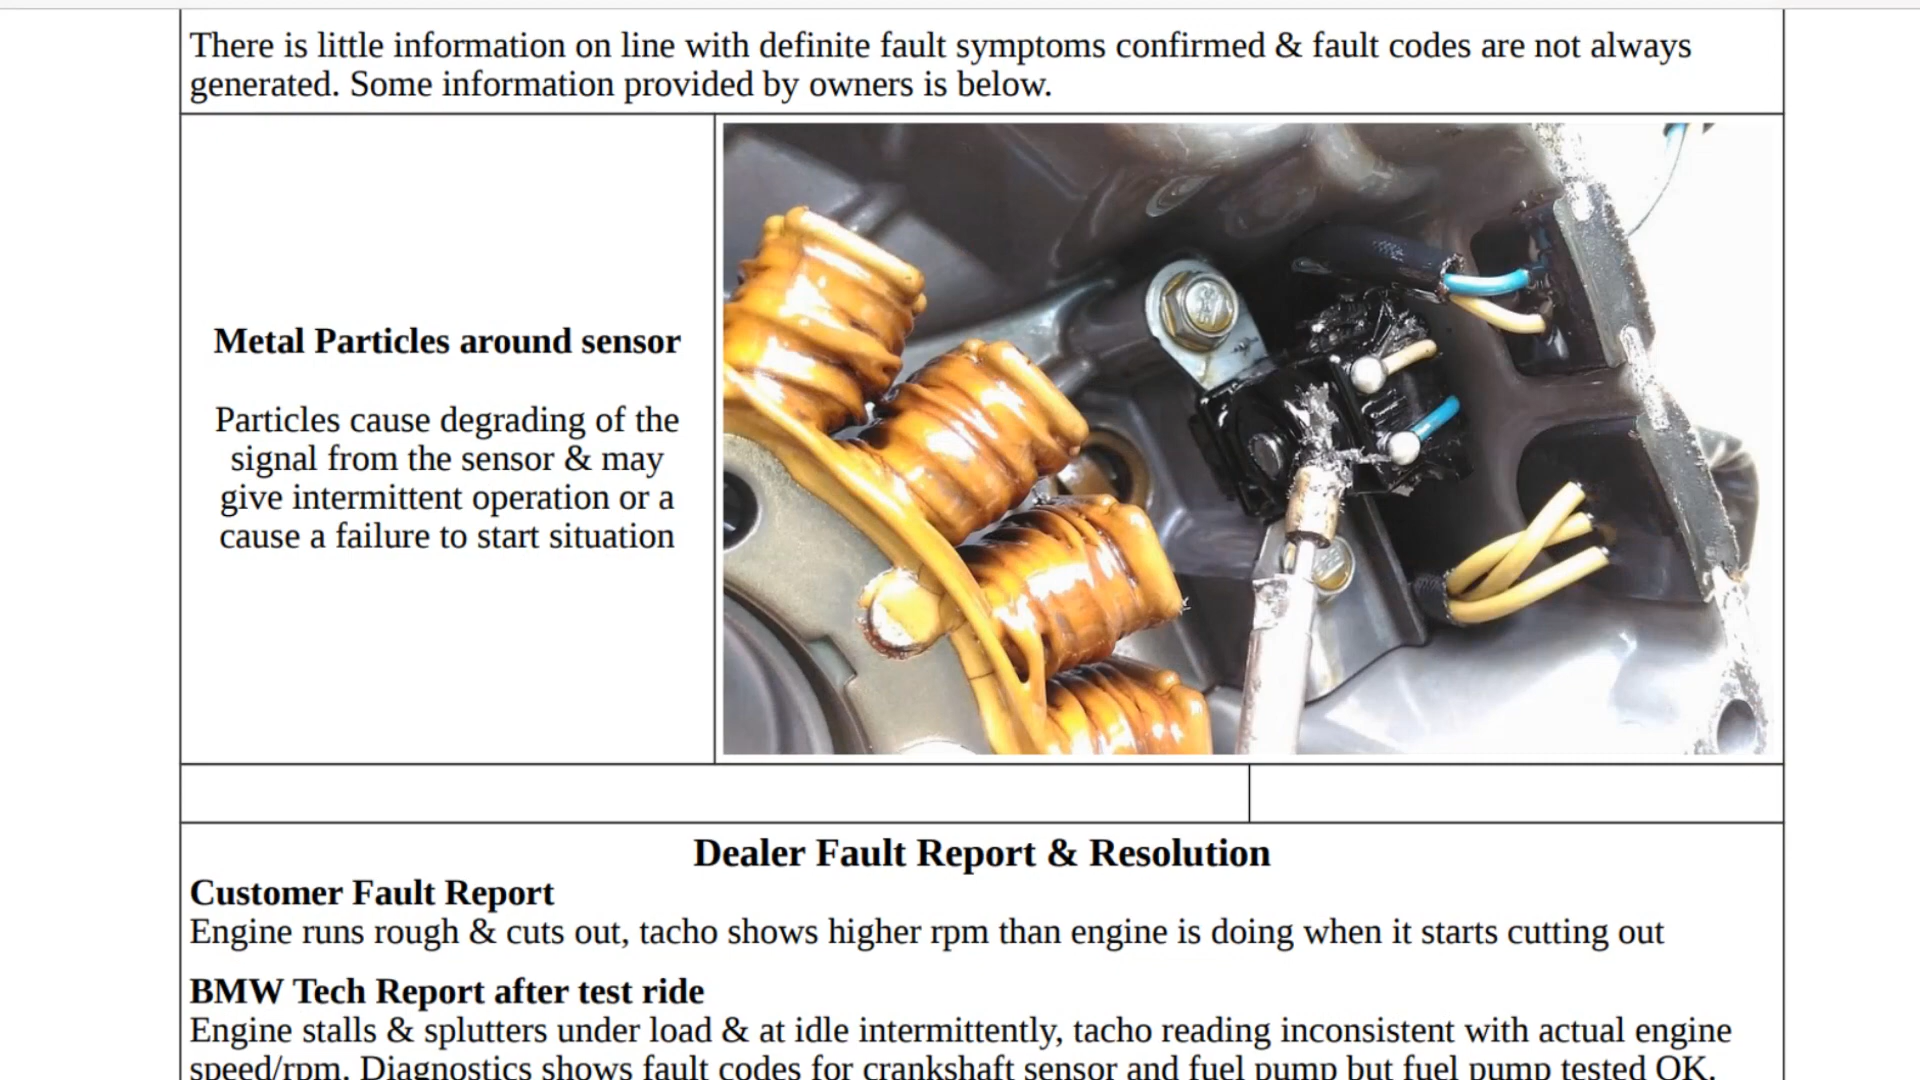 There is little information on line with definite fault symptoms confirmed & fault codes are not always
generated. Some information provided by owners is below.
Metal Particles around sensor
Particles cause degrading of the
signal from the sensor & may
give intermittent operation or a
cause a failure to start situation
Dealer Fault Report & Resolution
Customer Fault Report
Engine runs rough & cuts out, tacho shows higher rpm than engine is doing when it starts cutting out
BMW Tech Report after test ride
Engine stalls & splutters under load & at idle intermittently, tacho reading inconsistent with actual engine
speed/rpm. Diagnostics shows fault codes for crankshaft sensor and fuel pump but fuel pump tested OK.